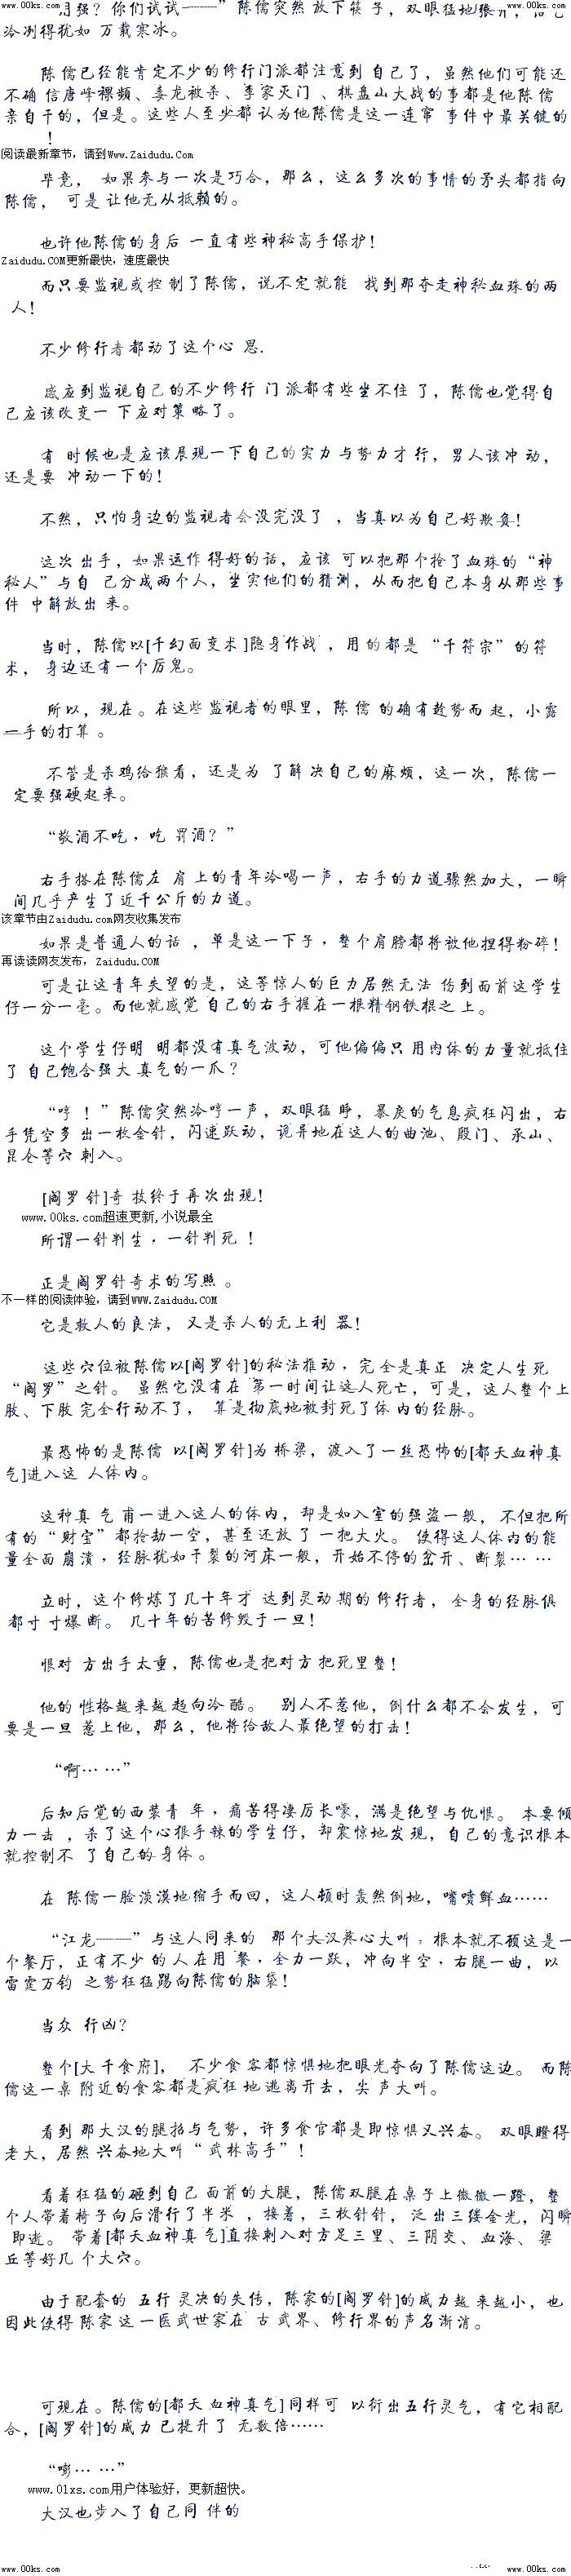 www.00ks.com www.00ks.com
用强？你们试试——”陈儒突然 放下筷子，双眼猛地张开，
冷冽得犹如 万载寒冰。
陈 儒已经能肯定不少的修行门派都注意到 自己了，虽然他们可能还
不确 信唐峰裸频、姜龙被杀、李家灭门 、棋盘山大战的事都是他陈 儒
亲自干的，但是。这些人至少都 认为他陈儒是这一连窜 事件中最关键的
！
阅读最新章节，请到Www.Zaidudu.Com
毕竟， 如果参与一次是巧合，那么，这么多次的事情的矛头都指向
陈儒， 可是 让他无从抵赖的。
也许他陈儒的身后 一直有些神秘高手保护！
Zaidudu.COM更新最快，速度最快
而只要监视或控 制了陈儒，说不定就能 找到那夺走神秘血珠的两
人！
不少修行者都动了这个心 思.
感应到监视自己的不少修行 门 派都有些坐不住 了，陈儒也觉得自
己应该改变一 下应对策 略了。
有 时候也是应该展现一下自己的实力与势力才行，男人该冲动，
还是要 冲动一下的！
不然，只怕身边的监视者会没完没了 ，当真以为自己好欺负！
这次 出手，如果运作 得好的话，应该 可以把那个抢了血珠的“神
秘人”与自 己分成两个人，坐实他们的猜测，从而把自己本身从那些事
件 中解放出 来。
当时，陈儒以[千幻面变术 ]隐身作战 ，用 的都是 “千符宗”的符
术， 身边还有一个厉鬼。
所以，现在。在这些 监视者的眼里，陈 儒 的确有趁势而 起，小露
一手的打算 。
不管是杀鸡给猴看，还是为 了解 决自己的麻烦，这一次，陈儒一
定要强硬起来。
“敬酒不吃，吃 罚酒？”
右手搭在陈儒左 肩 上的青年冷喝一声，右手的力道骤然加大，一瞬
间几乎产生了近千公斤的力道。
该章节由Zaidudu.com网友收集发布
如果是普通人的话 ，单是这一下子，整个肩膀都将被他捏得粉碎！
再读读网友发布，Zaidudu.COM
可是让这青年失望的是，这等惊人的巨力居然无法 伤到面前这学生
仔一分一毫。而他就感觉 自己的右手握在一根精钢铁棍之 上。
这个学生仔明 明都没有真气波动，可他偏偏只 用肉体的力量就抵住
了 自己饱含强大 真气的一爪？
“哼 ！”陈儒突然冷哼一声，双眼猛 睁，暴戾的气息疯狂闪出，右
手凭空多 出一枚金针，闪速跃动，诡异地在这人的曲池、殷门、承山、
昆仑等穴 刺入。
[阎罗 针]奇 技终于再次出现！
www.00ks.com超速更新,小说最全
所谓一针判生，一针判死 ！
正是阎罗针奇术的写照 。
不一样的阅读体验，请到WWW.Zaidudu.COM
它是救人的良法，又是杀人的无上利 器！
这些穴位被陈儒以[阎罗针]的秘法推动，完 全是真正 决定人生死
“阎罗”之针。 虽然它没有在 第一时间让这人死亡，可是，这人整个上
肢、下肢 完全行动不了， 算是彻底地被封死了体 内的经脉。
最恐怖的是陈儒 以[阎罗针]为 桥梁，渡入了一丝恐怖的[都天血神真
气]进入这 人体内。
这种真 气 甫一进入这人的体内，却是如入室的强盗一般， 不但把所
有的“财宝”都抢劫一空，甚至还放了 一把大火。 使得这人体内的能
量全面崩溃，经脉犹如干裂的河床一般，开始不停的岔开、断裂… …
立时，这个修炼了几十年才 达到灵动期的修行者， 全身的经脉俱
都寸寸爆 断。 几十年的苦修毁于一旦！
恨对 方出手太重，陈儒也是把对方 把死里整！
他的 性格越来越 趋向冷 酷。 别人不惹他，倒什么都不会发生，可
要是一旦 惹上他，那么，他将给敌人最绝望的打击！
“啊… …”
后知后觉的西装青 年，痛苦得凄厉长嚎，满是绝望与仇恨。 本要倾
力一击 ，杀了这个心狠手辣的学生仔，却震惊地发现，自己的意识根本
就控制不 了自己的身体 。
在 陈儒一脸淡漠地缩手而回，这人顿时轰然倒地，嘴喷鲜血……
“江龙——”与这人同来的 那个大汉养心大叫，根本就不顾这是一
个餐厅，正有不少的 人在用 餐，全力一跃，冲向半空，右腿一曲，以
雷霆万钧 之势狂猛踢向陈儒的脑袋！
当众 行凶？
整个[大 千食府]， 不少食 客都惊惧地把眼光夺向了陈儒这边。 而陈
儒这一桌 附近的食客都是疯狂 地 逃离开去，尖 声大叫。
看到 那大汉的腿招与气势，许多食官都是即惊惧又兴奋。 双眼瞪得
老大，居然 兴奋地大叫“武林高手”！
看着狂猛的砸到自己 面前的大腿，陈儒双腿在桌子上微微一蹬，整
个人带着椅子向后滑行了半米 ，接着，三枚针针， 泛 出三缕金光，闪瞬
即逝。 带着[都天血神真 气]直接刺入对方足三里、三阴交、血海、梁
丘等好几 个大穴。
由于配套的 五行 灵决的失传，陈家的[阎罗针]的威力越 来越小，也
因此使得 陈家 这 一医武世家在 古 武界、修行界的声名渐消。
可现在。陈儒的[都天 血神真气] 同样可 以衍出五行灵气，有它相配
合，[阎罗针]的威力 已提升了 无数倍……
“嘭… …”
www.01xs.com用户体验好，更新超快。
大汉也步入了自己同 伴的
www.00ks.com www.00ks.com